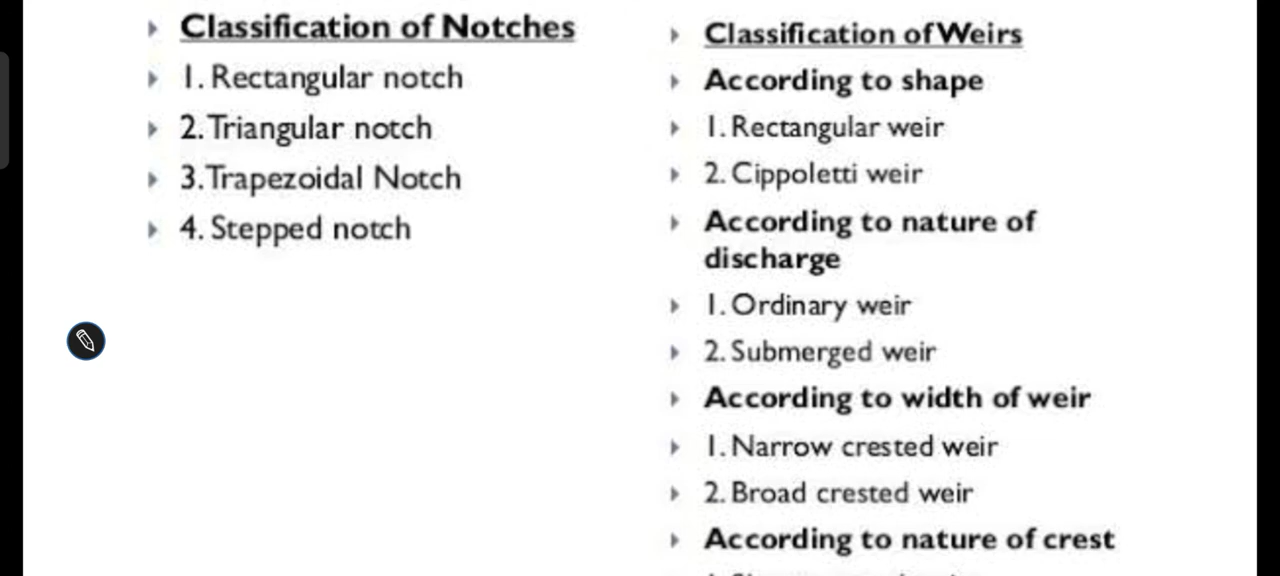 Classification of Notches
1. Rectangular notch
2. Triangular notch
3. Trapezoidal Notch
4. Stepped notch
Classification of Weirs
According to shape
1. Rectangular weir
2. Cippoletti weir
According to nature of
discharge
1. Ordinary weir
2. Submerged weir
According to width of weir
1. Narrow crested weir
2. Broad crested weir
According to nature of crest